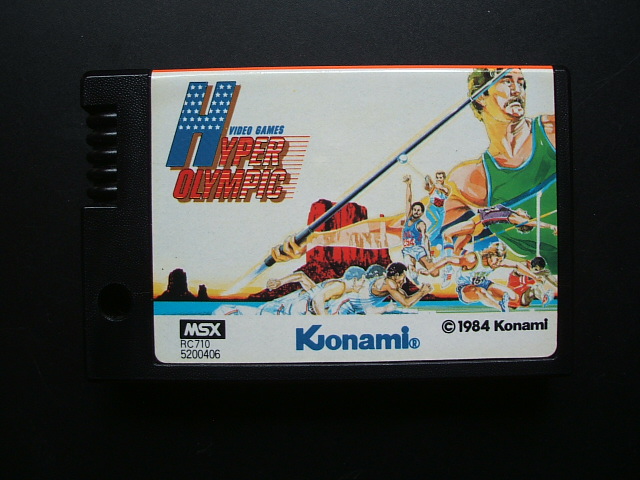 VIDEO GAMES
HYPER
OLYMPIC
MSX
RC710
5200406
Konami®
©1984 Konami